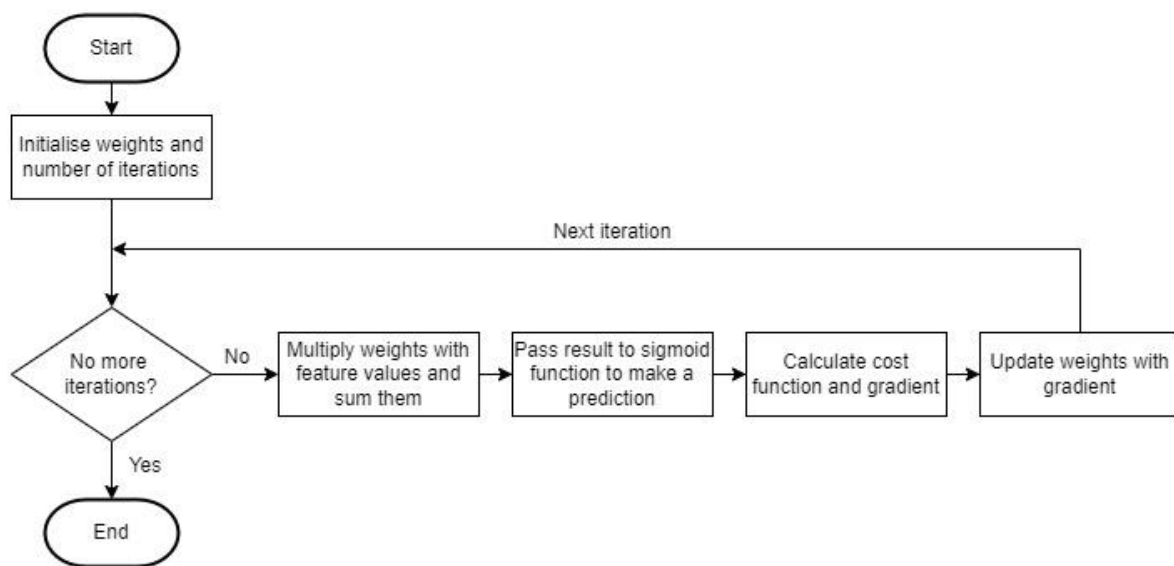 Start
Initialise weights and
number of iterations
Next iteration
No more
iterations?
No
Multiply weights with
feature values and
sum them
Pass result to sigmoid
function to make a
prediction
Calculate cost
function and gradient
Update weights with
gradient
Yes
End